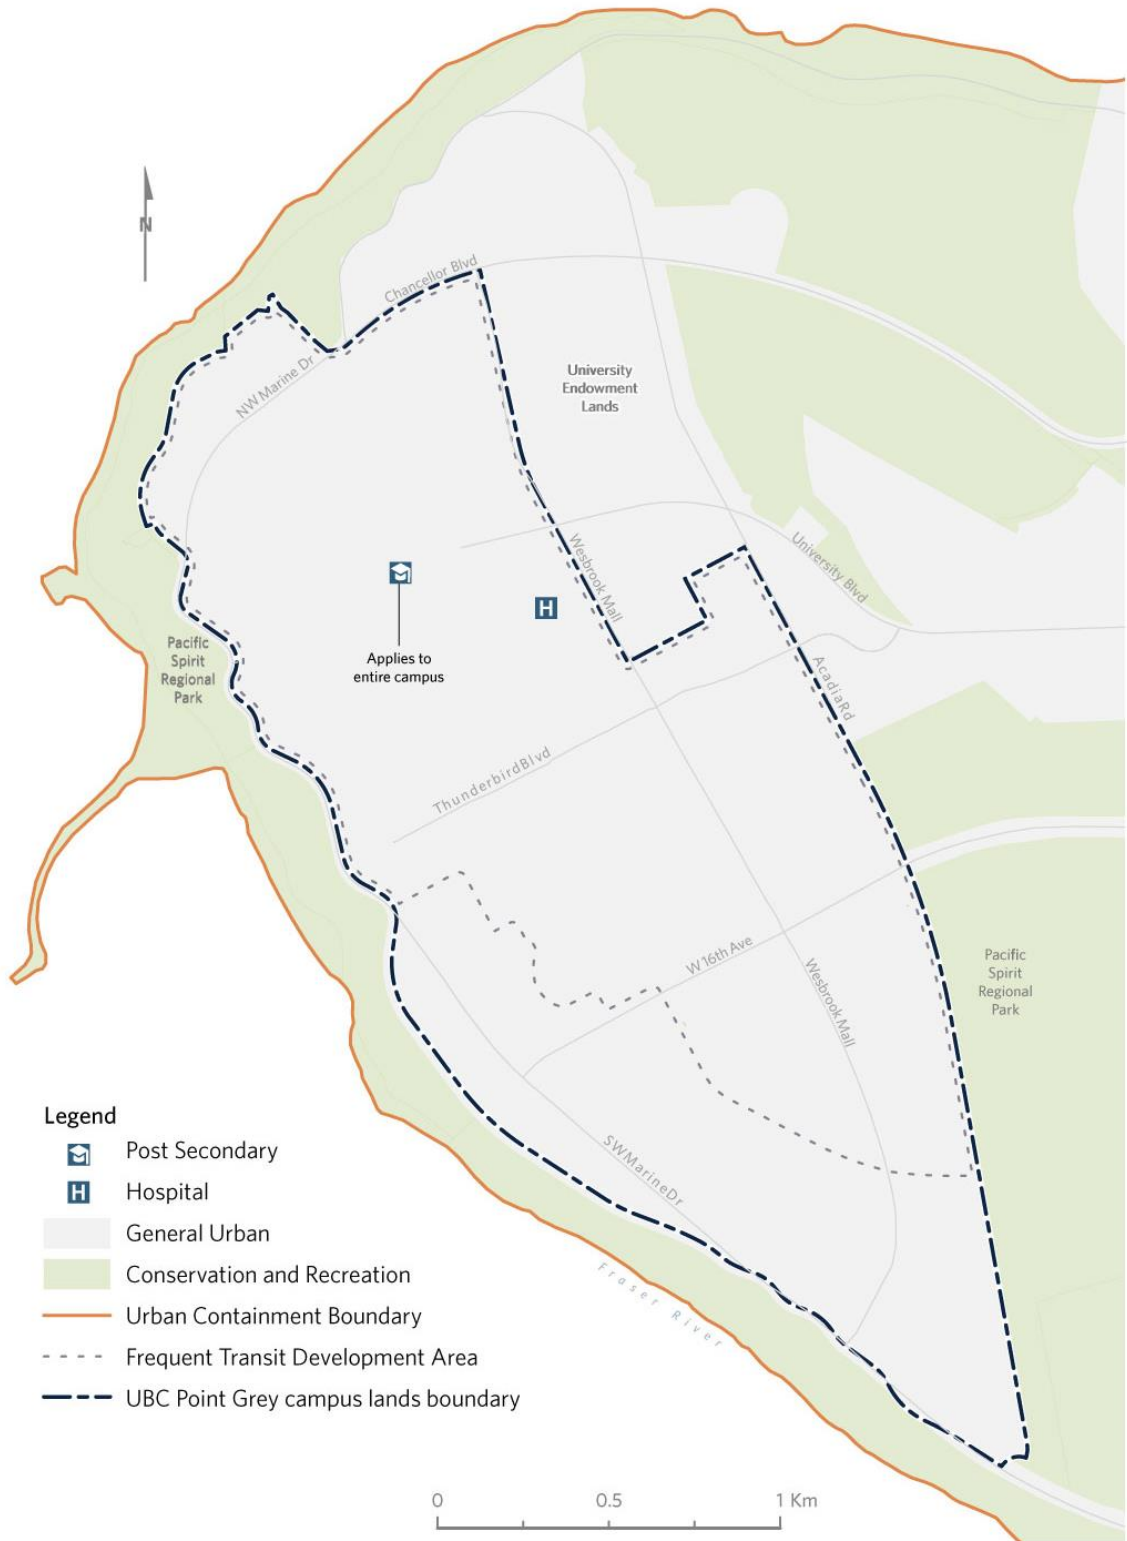 N
Chancellor Blvd
NW Marine Dr
University
Endowment
Lands
Wesbrook Mall
University Blvd
H
Applies to
entire campus
Pacific
Spirit
Regional
Park
Acadia Rd
Thunderbird Blvd
W 16th Ave
Wesbrook Mall
Pacific
Spirit
Regional
Park
SW Marine Dr
Fraser River
Legend
Post Secondary
H
Hospital
General Urban
Conservation and Recreation
Urban Containment Boundary
Frequent Transit Development Area
UBC Point Grey campus lands boundary
0 0.5 1 Km